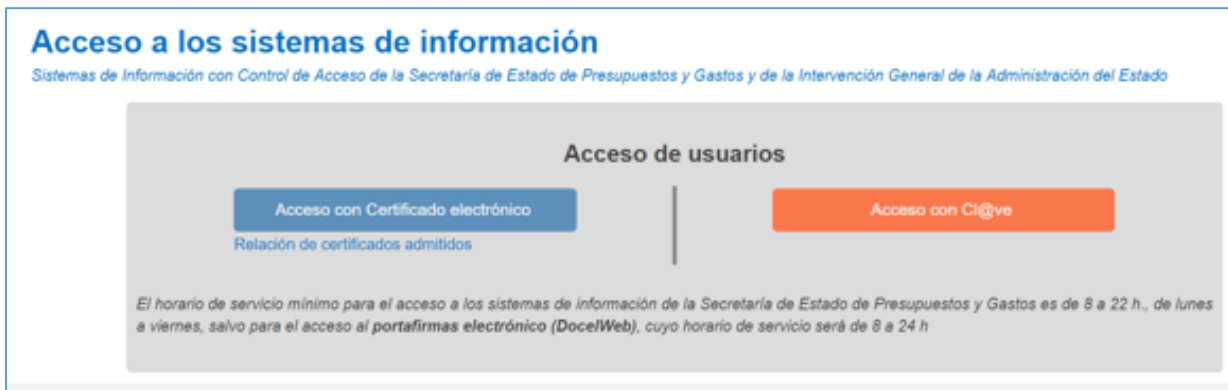 Acceso a los sistemas de información
Sistemas de Información con Control de Acceso de la Secretaría de Estado de Presupuestos y Gastos y de la Intervención General de la Administración del Estado
Acceso de usuarios
Acceso con Certificado electrónico
Acceso con Cl@ve
Relación de certificados admitidos
El horario de servicio mínimo para el acceso a los sistemas de información de la Secretaría de Estado de Presupuestos y Gastos es de 8 a 22 h., de lunes
a viernes, salvo para el acceso al portafirmas electrónico (DocelWeb), cuyo horario de servicio será de 8 a 24 h